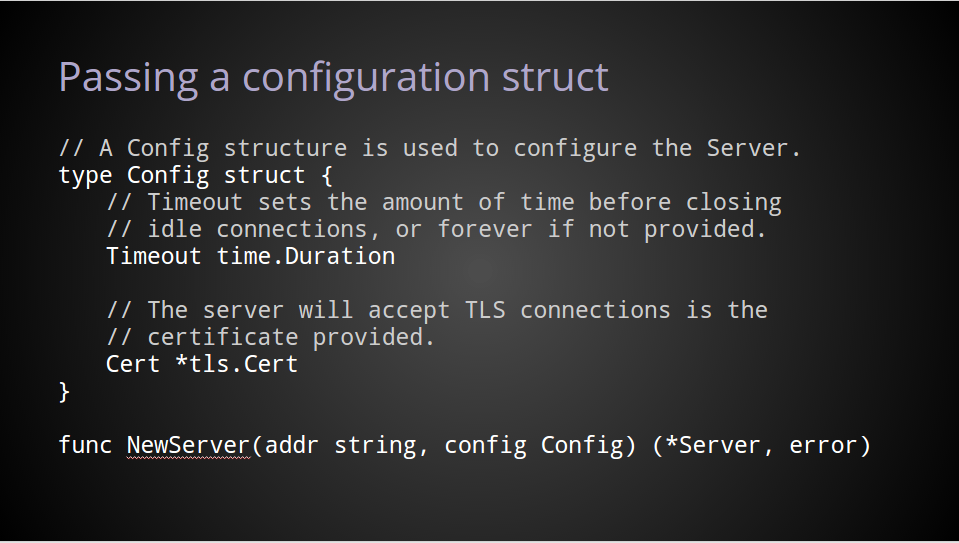 Passing a configuration struct
// A Config structure is used to configure the Server.
type Config struct {
// Timeout sets the amount of time before closing
// idle connections, or forever if not provided.
Timeout time.Duration
// The server will accept TLS connections is the
// certificate provided.
Cert *tls.Cert
}
func NewServer(addr string, config Config) (*Server, error)